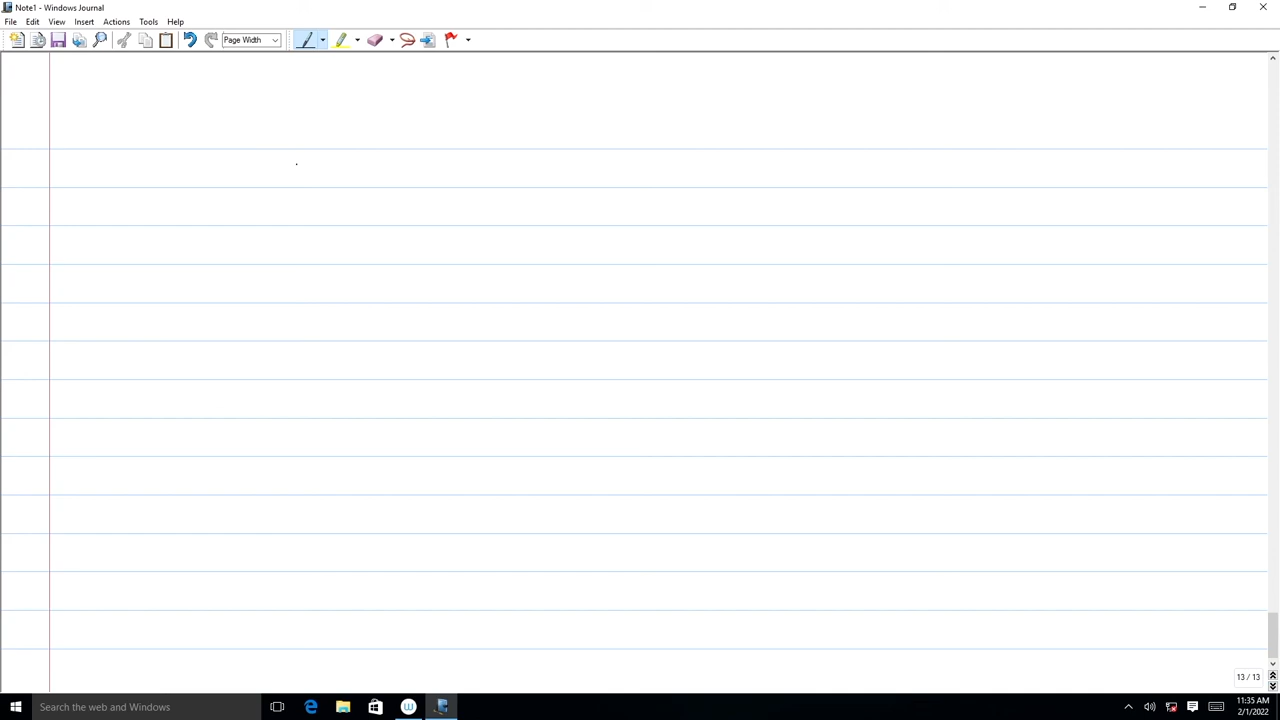 Note1 - Windows Journal
File Edit View Insert Actions Tools Help
Page Width
13 / 13
Search the web and Windows
11:35 AM
2/1/2022